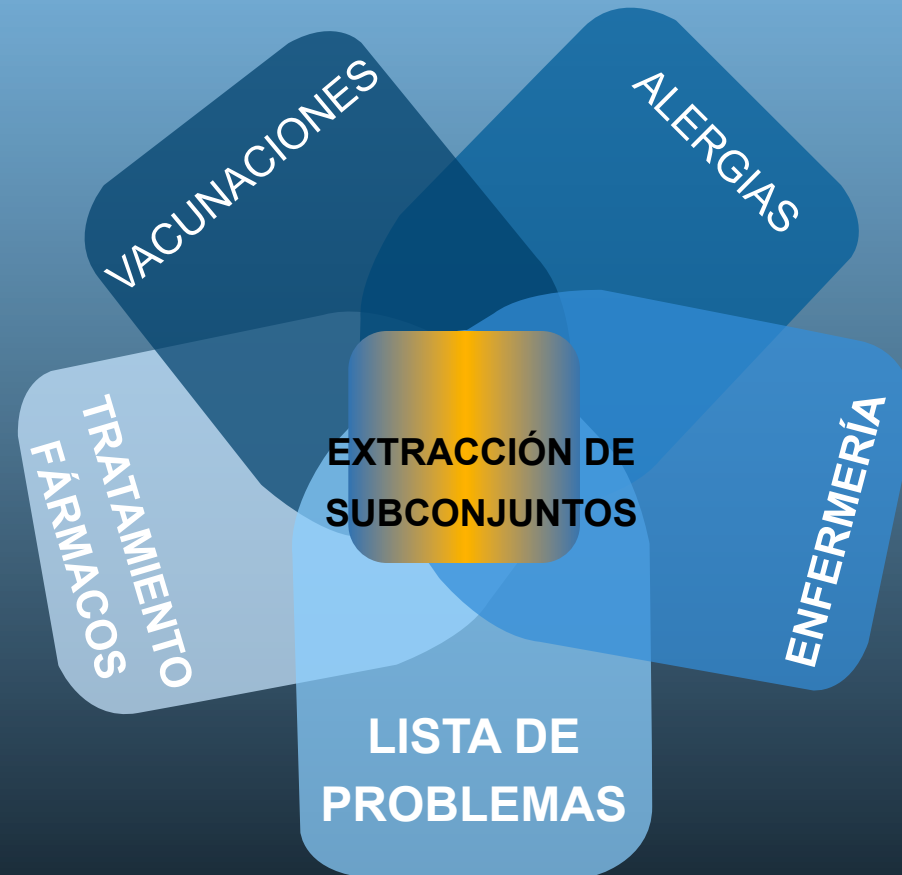 VACUNACIONES
ALERGIAS
TRATAMIENTO
FÁRMACOS
EXTRACCIÓN DE
SUBCONJUNTOS
ENFERMERÍA
LISTA DE
PROBLEMAS